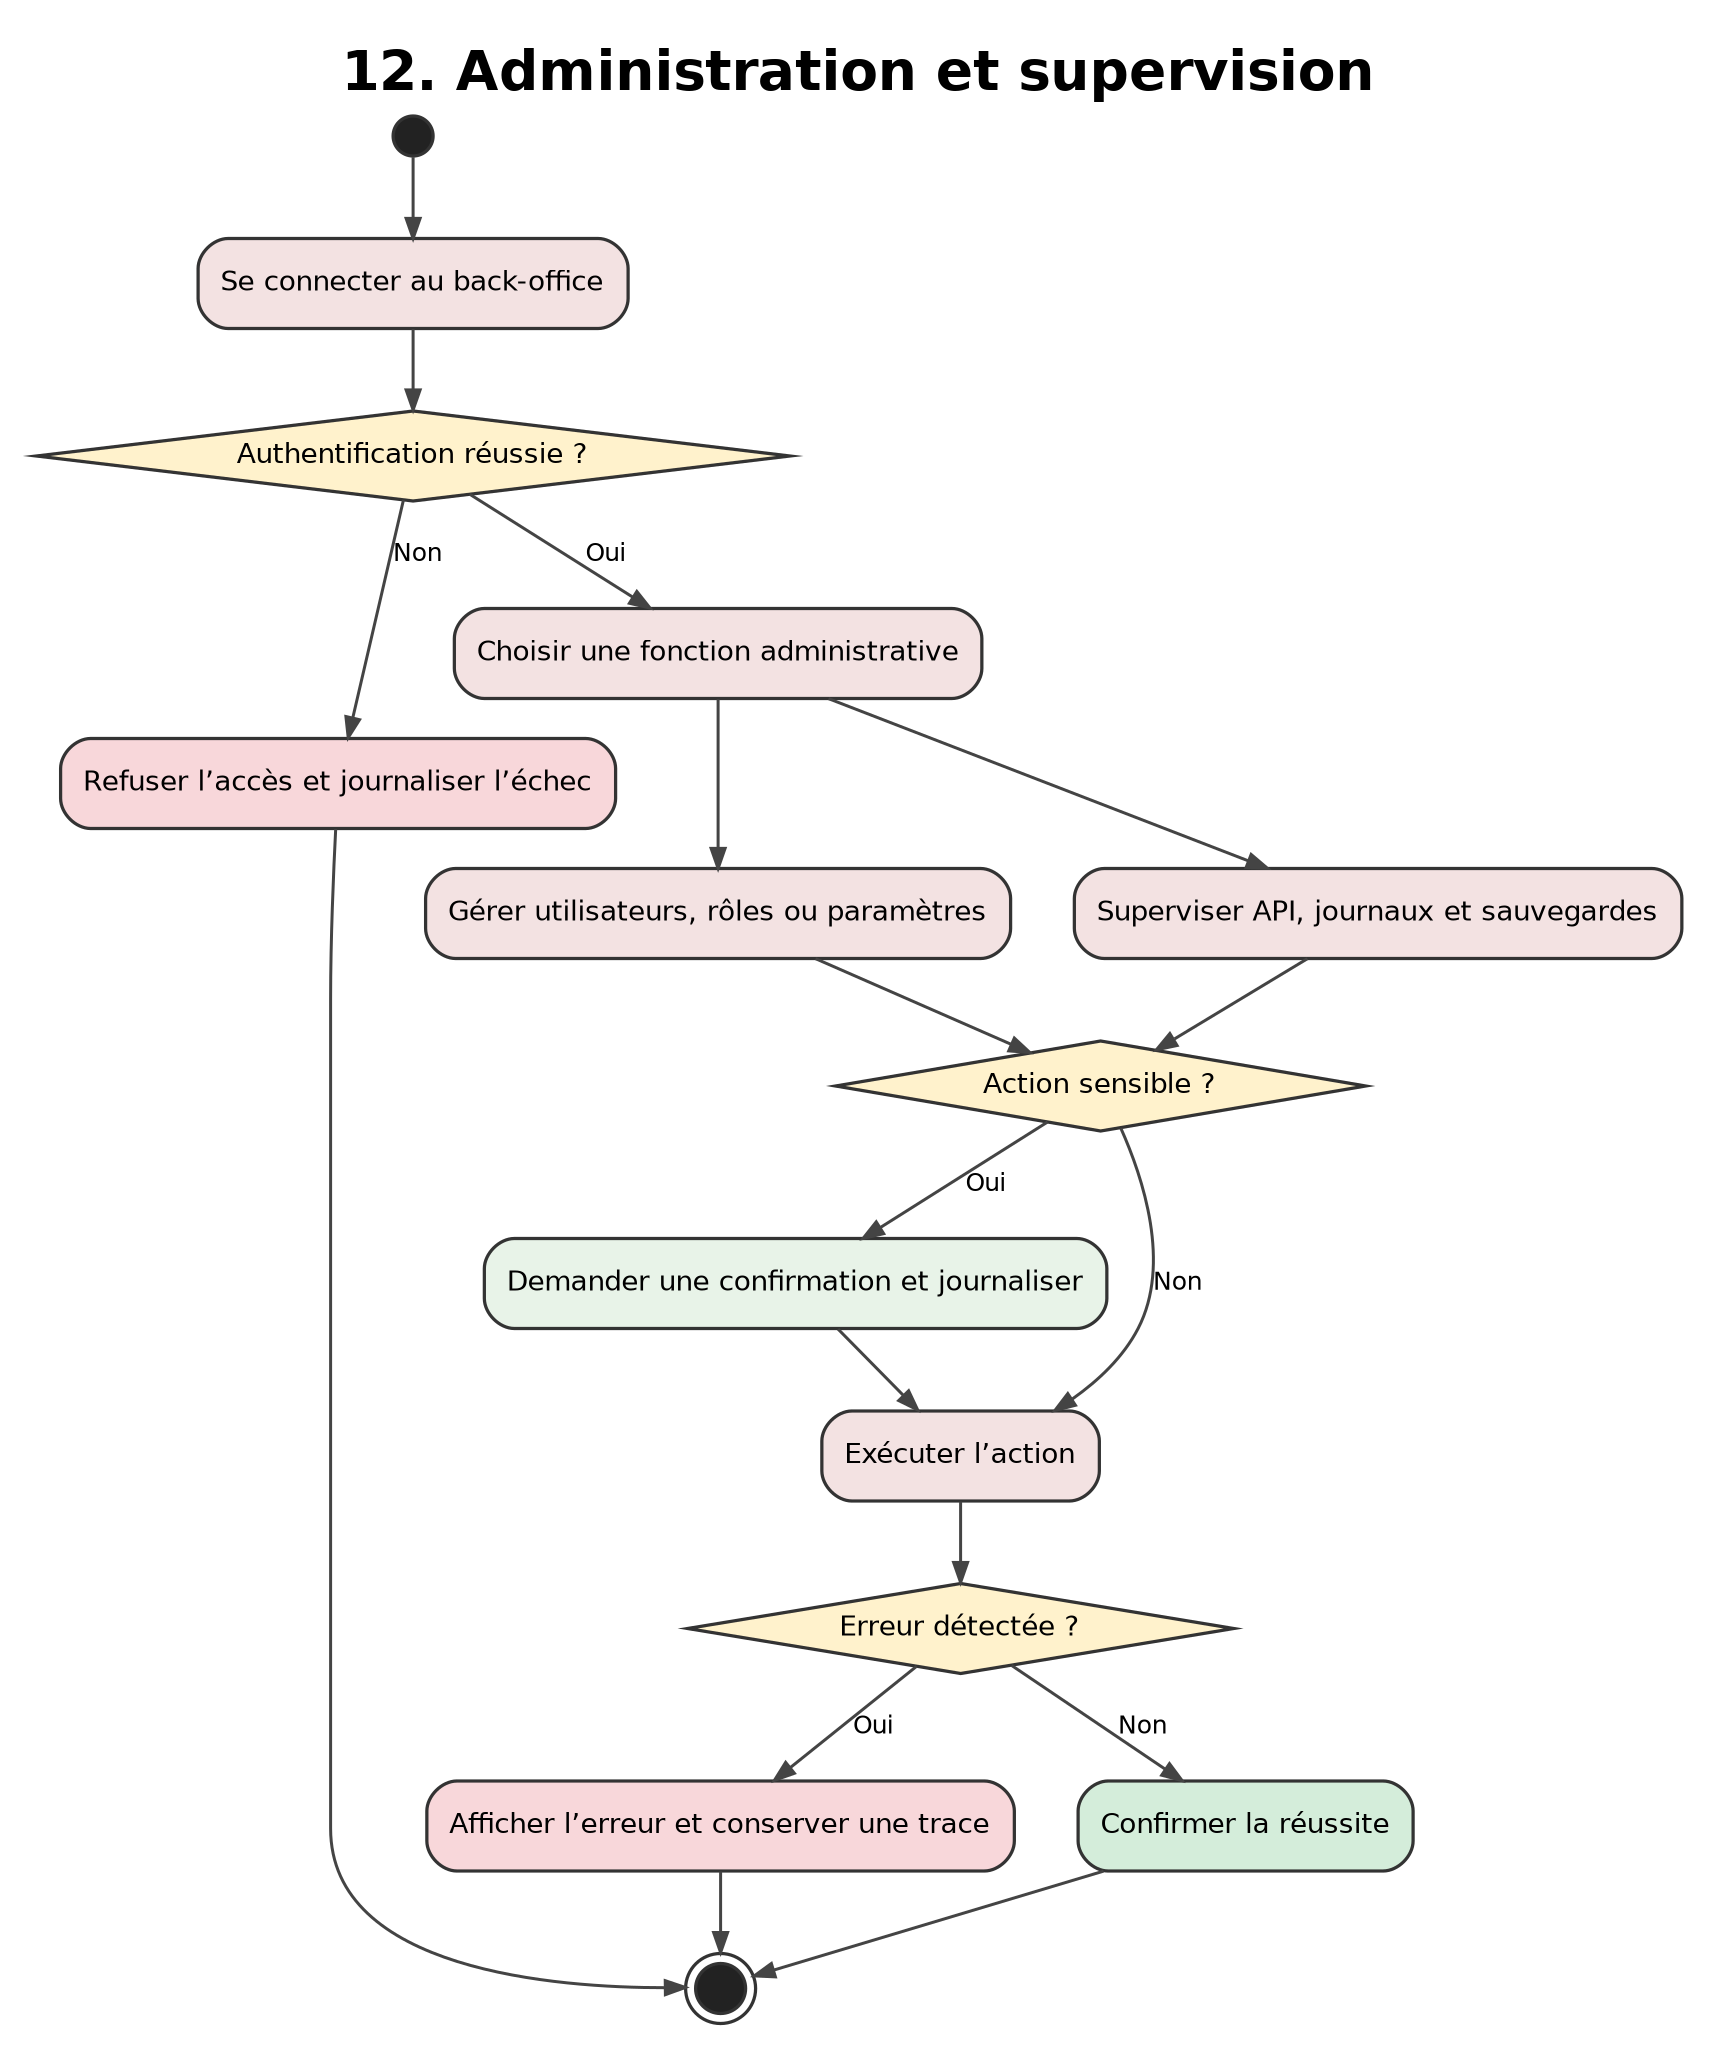 12. Administration et supervision
Se connecter au back-office
Authentification réussie ?
Non
Oui
Choisir une fonction administrative
Refuser l’accès et journaliser l’échec
Gérer utilisateurs, rôles ou paramètres
Superviser API, journaux et sauvegardes
Action sensible ?
Oui
Demander une confirmation et journaliser
Non
Exécuter l’action
Erreur détectée ?
Oui
Non
Afficher l’erreur et conserver une trace
Confirmer la réussite